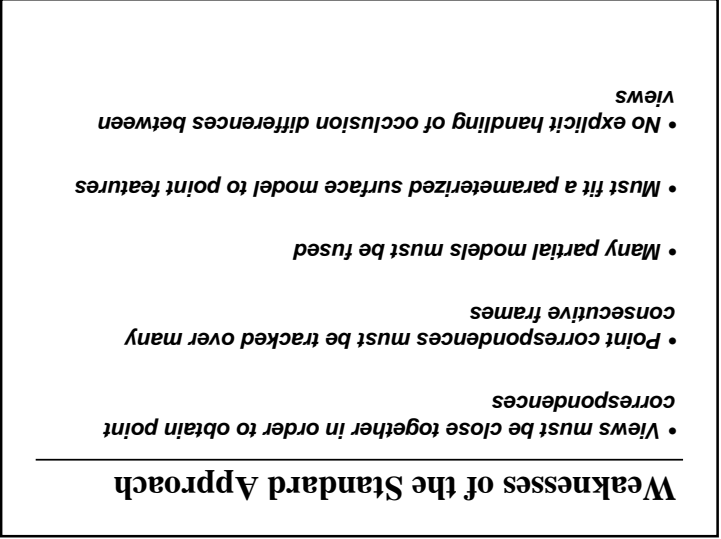 Weaknesses of the Standard Approach
• Views must be close together in order to obtain point
correspondences
• Point correspondences must be tracked over many
consecutive frames
• Many partial models must be fused
• Must fit a parameterized surface model to point features
• No explicit handling of occlusion differences between
views